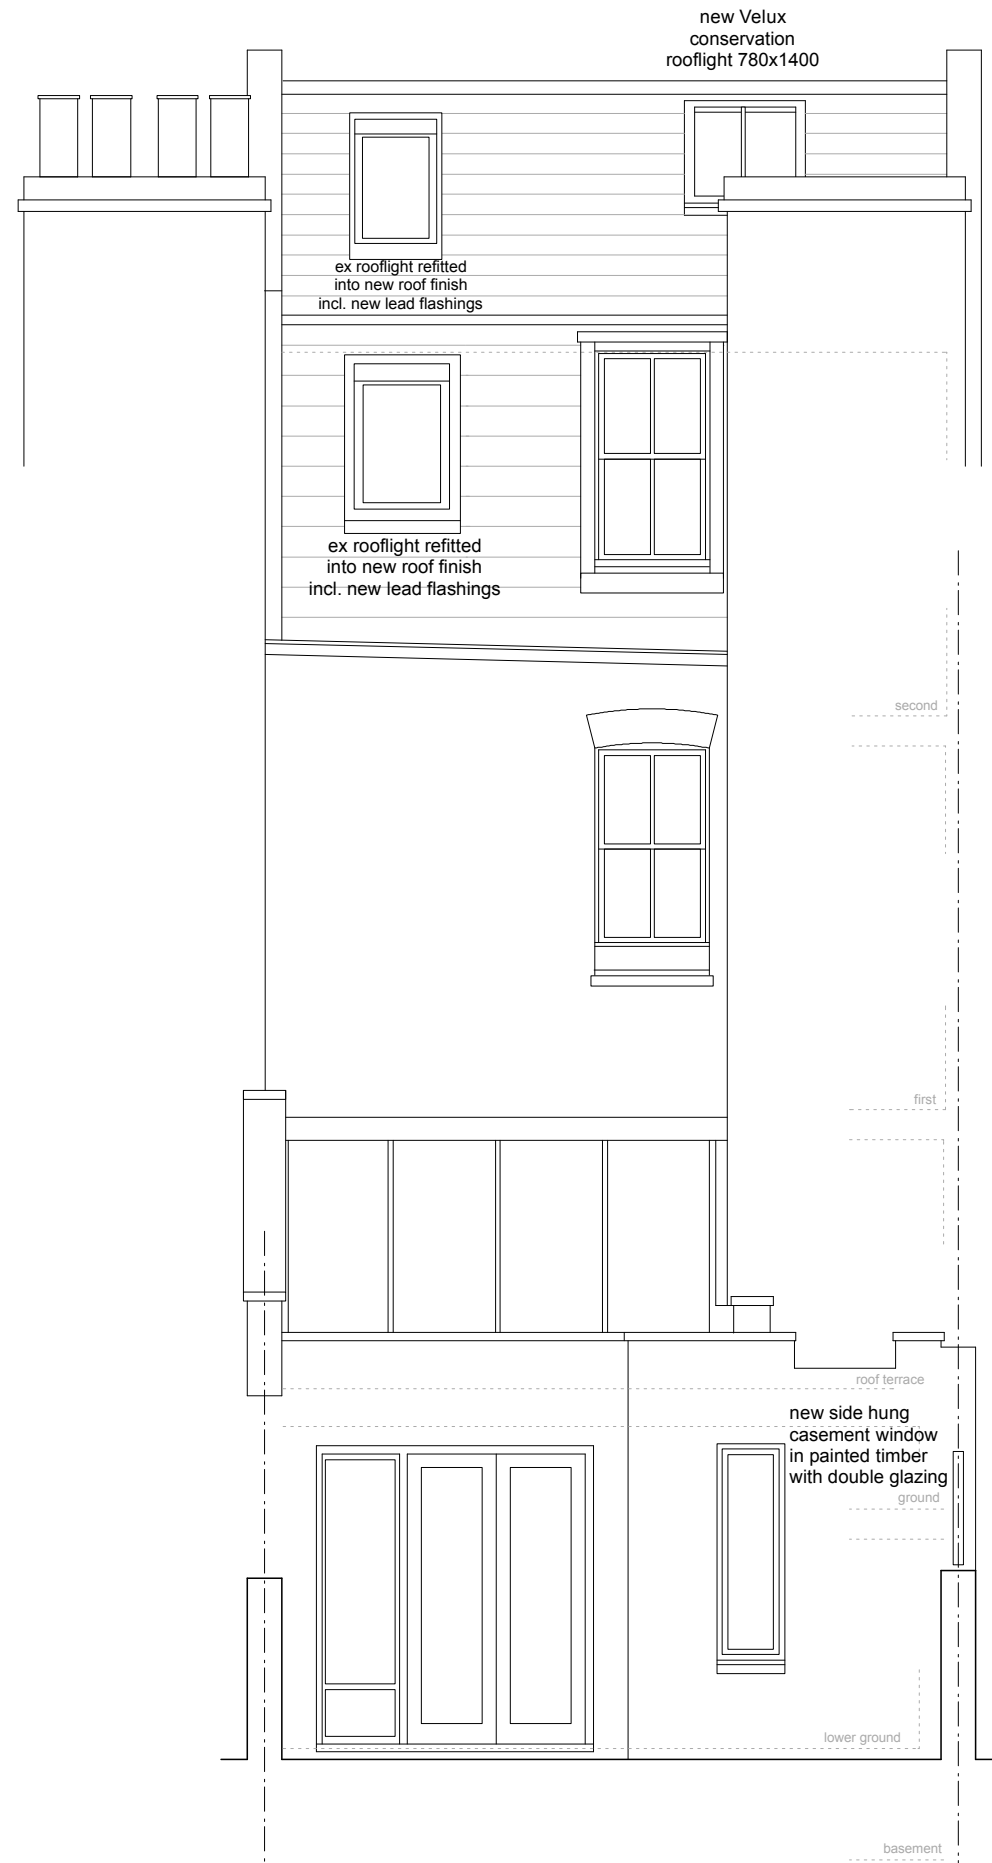 new Velux
conservation
rooflight 780x1400
ex rooflight refitted
into new roof finish
incl. new lead flashings
ex rooflight refitted
into new roof finish
incl. new lead flashings
second
first
roof terrace
new side hung
casement window
in painted timber
with double glazing
ground
lower ground
basement